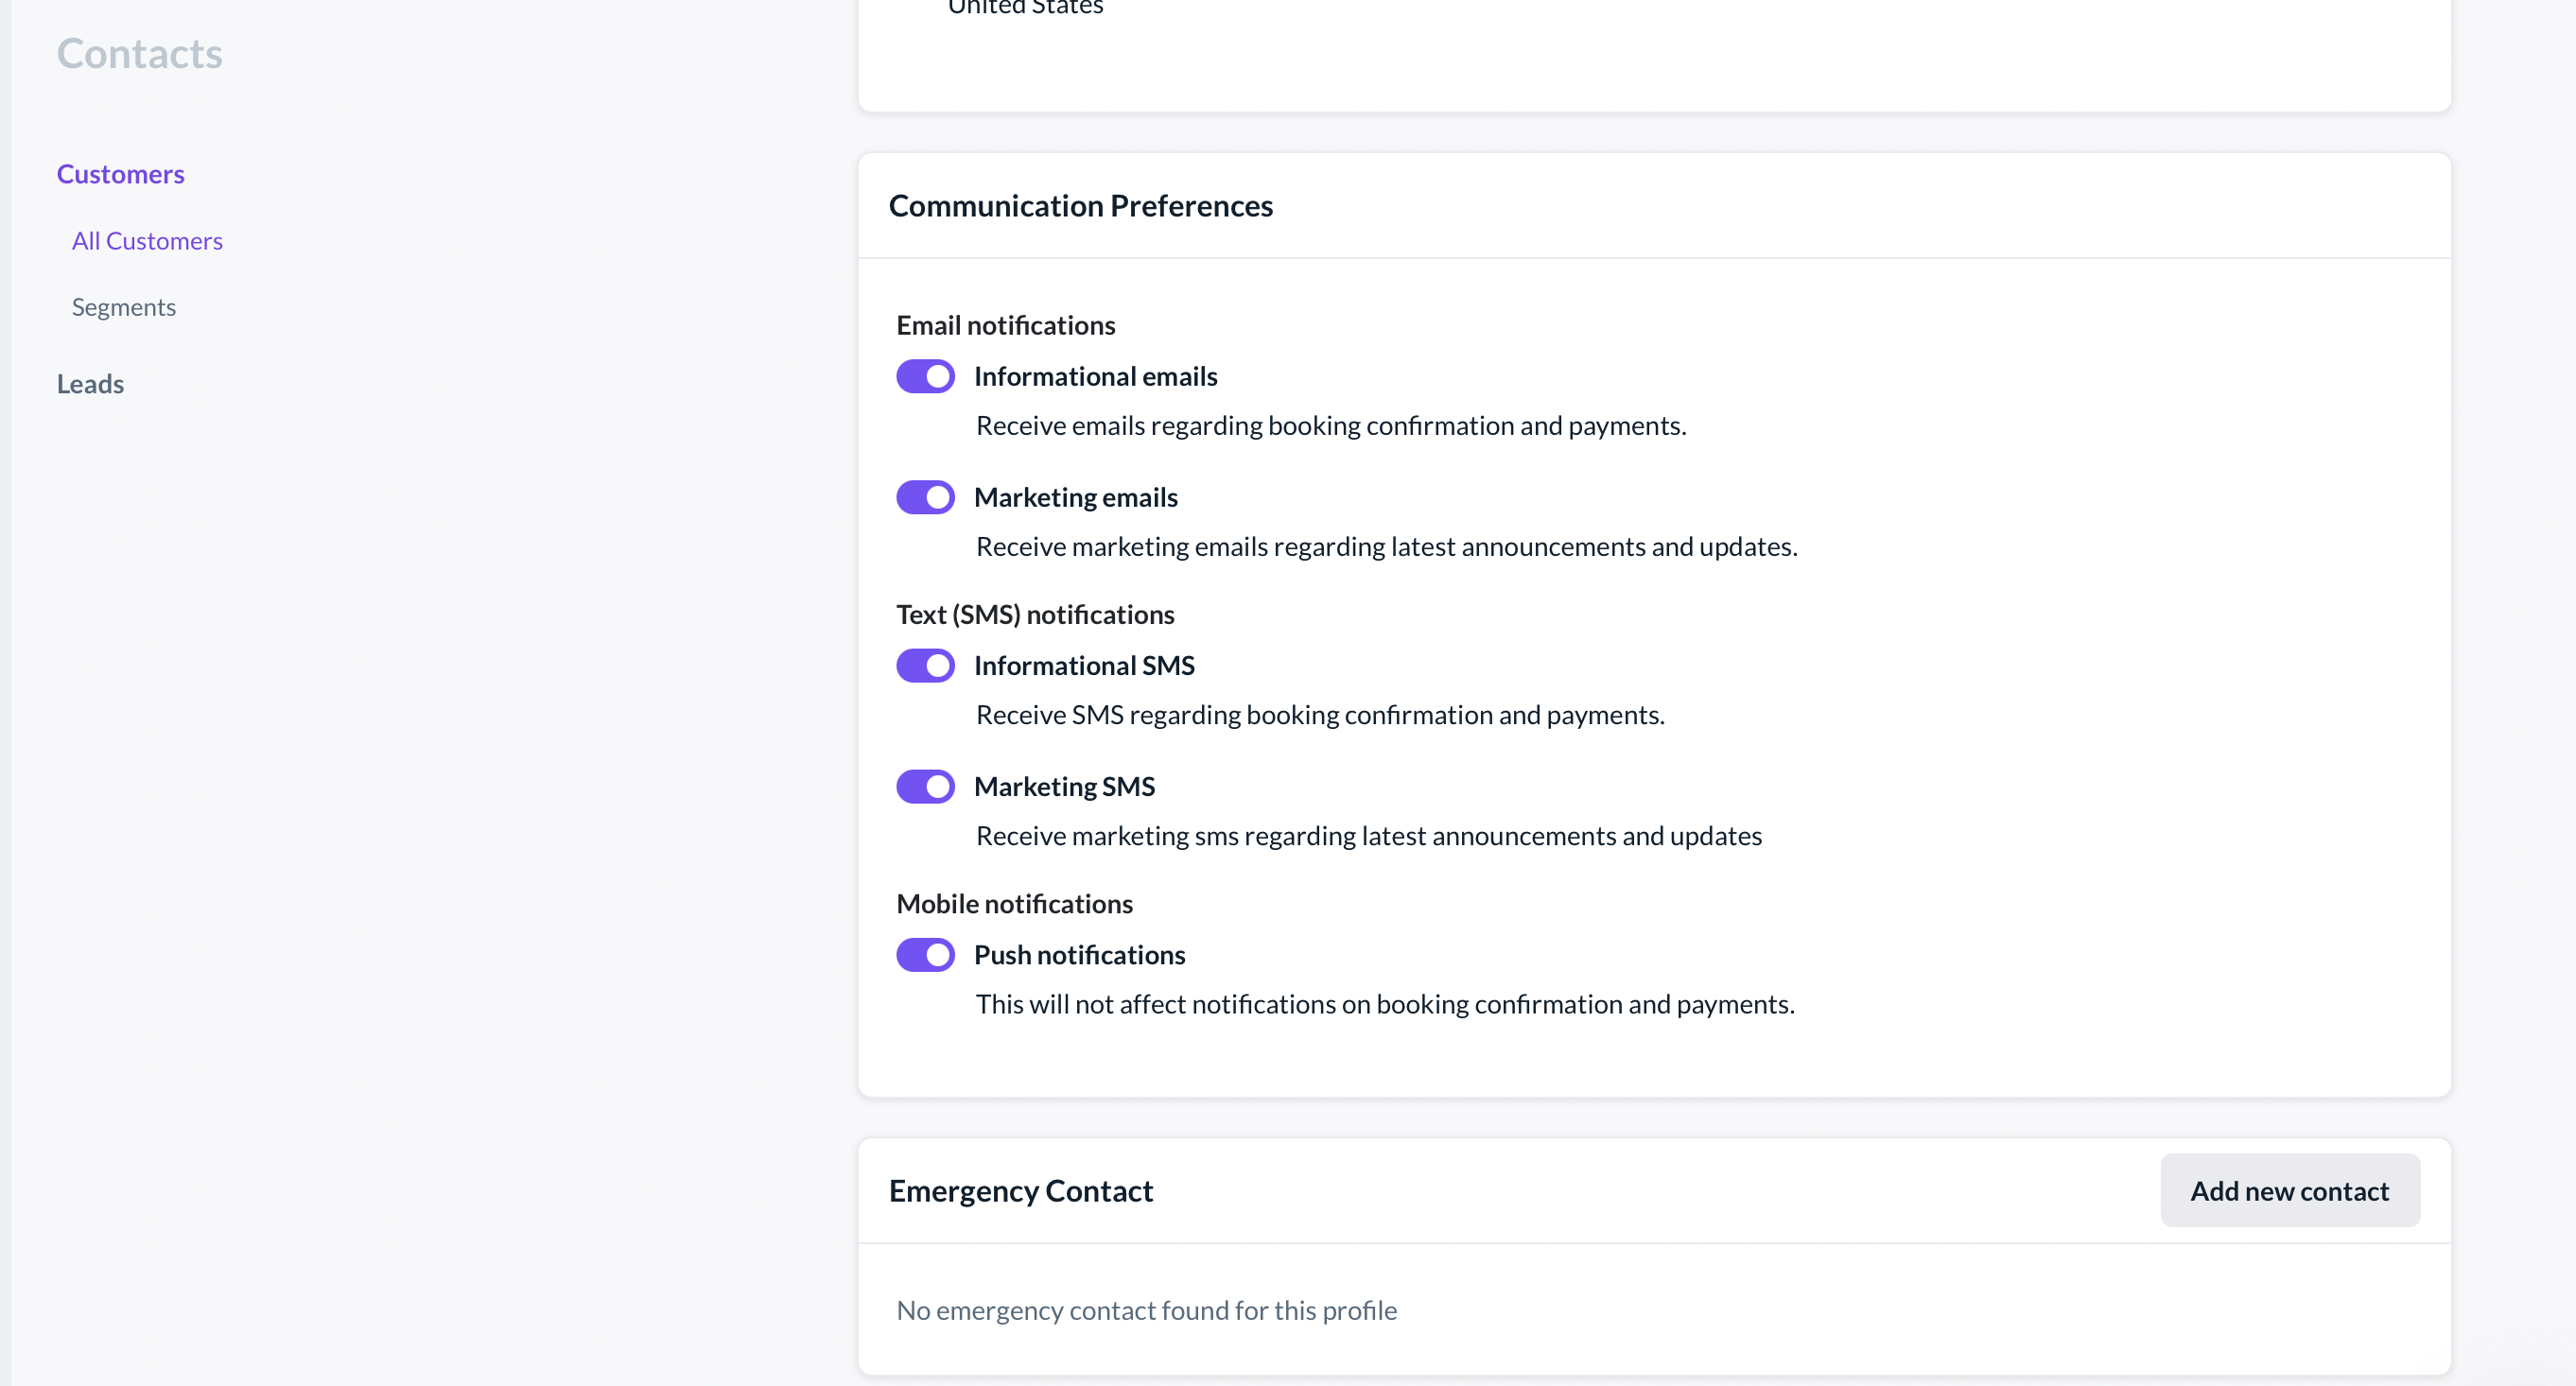 United States
Contacts
Customers
All Customers
Segments
Leads
Communication Preferences
Email notifications
Informational emails
Receive emails regarding booking confirmation and payments.
Marketing emails
Receive marketing emails regarding latest announcements and updates.
Text (SMS) notifications
Informational SMS
Receive SMS regarding booking confirmation and payments.
Marketing SMS
Receive marketing sms regarding latest announcements and updates
Mobile notifications
Push notifications
This will not affect notifications on booking confirmation and payments.
Emergency Contact
Add new contact
No emergency contact found for this profile